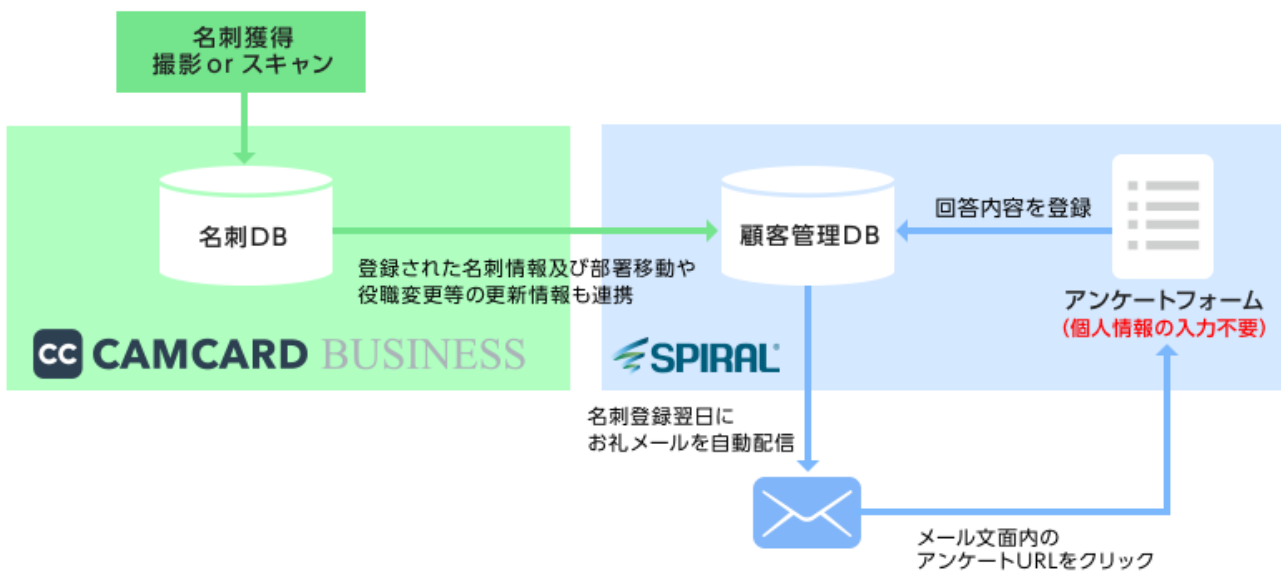 名刺獲得
撮影 or スキャン
名刺DB
登録された名刺情報及び部署移動や
役職変更等の更新情報も連携
CC CAMCARD BUSINESS
顧客管理DB
回答内容を登録
アンケートフォーム
(個人情報の入力不要)
SPIRAL®
名刺登録翌日に
お礼メールを自動配信
メール文面内の
アンケートURLをクリック